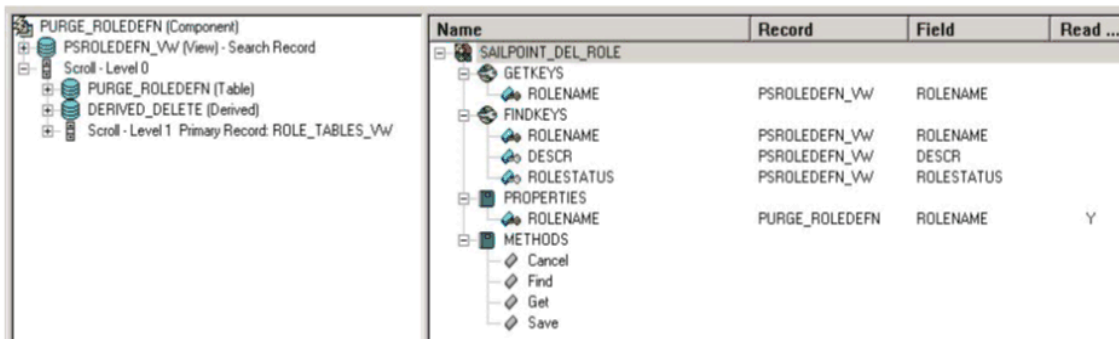 PURGE_ROLEDEFN (Component)
PSROLEDEFN_VW (View) - Search Record
Scroll - Level 0
PURGE_ROLEDEFN (Table)
DERIVED_DELETE (Derived)
Scroll - Level 1 Primary Record: ROLE_TABLES_VW
Name Record Field Read ...
SAILPOINT_DEL_ROLE
GETKEYS
ROLENAME PSROLEDEFN_VW ROLENAME
FINDKEYS
ROLENAME PSROLEDEFN_VW ROLENAME
DESCR PSROLEDEFN_VW DESCR
ROLESTATUS PSROLEDEFN_VW ROLESTATUS
PROPERTIES
ROLENAME PURGE_ROLEDEFN ROLENAME Y
METHODS
Cancel
Find
Get
Save